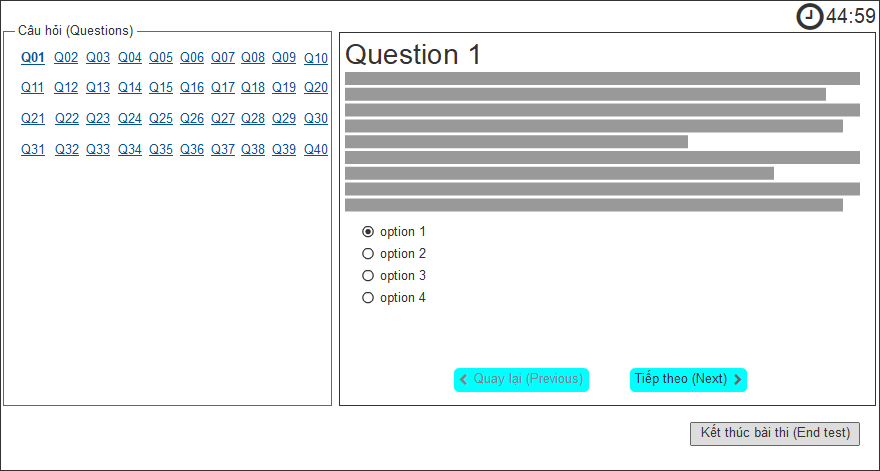 44:59
Câu hỏi (Questions)
Q01 Q02 Q03 Q04 Q05 Q06 Q07 Q08 Q09 Q10
Q11 Q12 Q13 Q14 Q15 Q16 Q17 Q18 Q19 Q20
Q21 Q22 Q23 Q24 Q25 Q26 Q27 Q28 Q29 Q30
Q31 Q32 Q33 Q34 Q35 Q36 Q37 Q38 Q39 Q40
Question 1
option 1
option 2
option 3
option 4
Quay lại (Previous)
Tiếp theo (Next)
Kết thúc bài thi (End test)